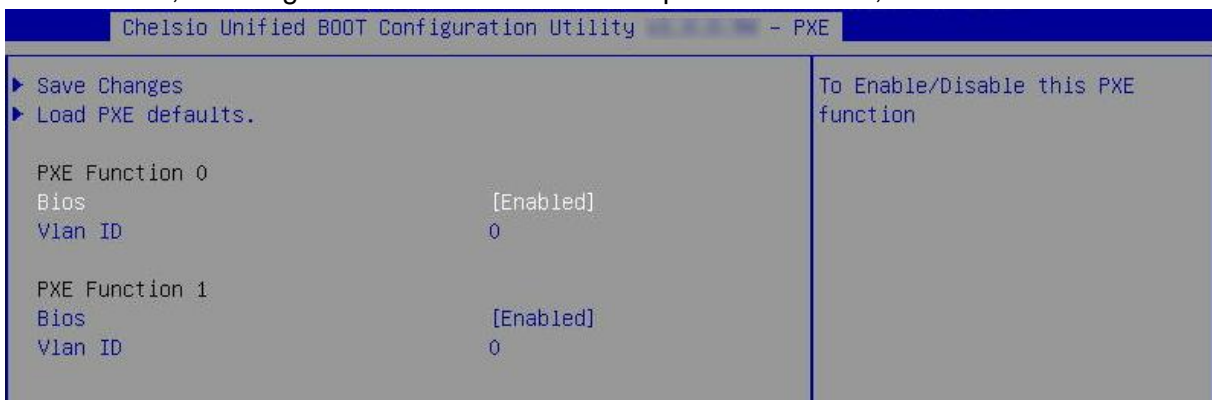 Chelsio Unified BOOT Configuration Utility - PXE
Save Changes
Load PXE defaults.
To Enable/Disable this PXE
function
PXE Function 0
Bios [Enabled]
Vlan ID 0
PXE Function 1
Bios [Enabled]
Vlan ID 0